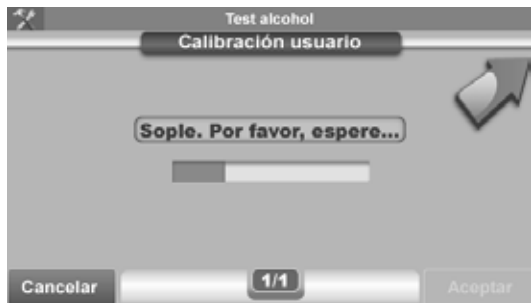 Test alcohol
Calibración usuario
Sople. Por favor, espere...
Cancelar
1/1
Aceptar